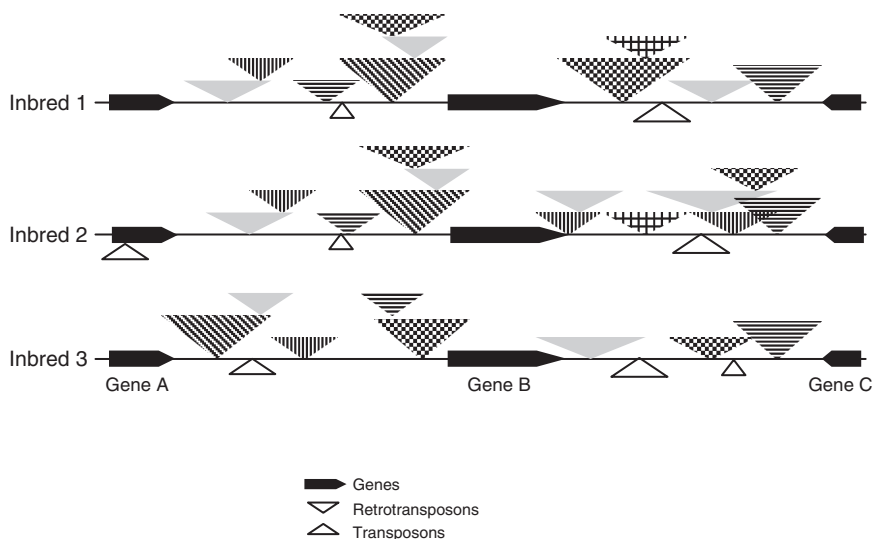 Inbred 1
Inbred 2
Inbred 3
Gene A Gene B Gene C
Genes
Retrotransposons
Transposons